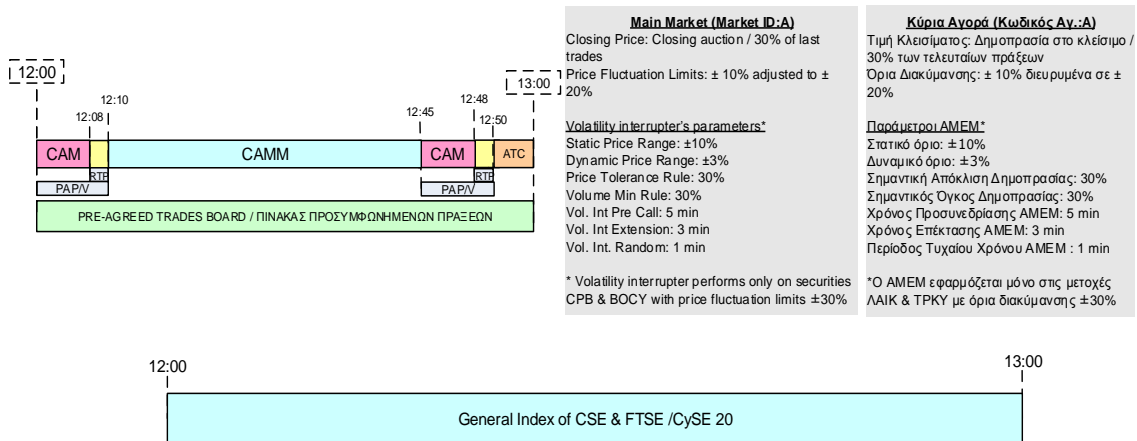 12:00
13:00
12:08
12:10
12:45
12:48
12:50
CAM
CAMM
CAM
ATC
RTP
RTP
PAP/V
PAP/V
PRE-AGREED TRADES BOARD / ΠΙΝΑΚΑΣ ΠΡΟΣΥΜΦΩΝΗΜΕΝΩΝ ΠΡΑΞΕΩΝ
Main Market (Market ID:A)
Closing Price: Closing auction / 30% of last
trades
Price Fluctuation Limits: ± 10% adjusted to ±
20%
Volatility interrupter's parameters*
Static Price Range: ±10%
Dynamic Price Range: ±3%
Price Tolerance Rule: 30%
Volume Min Rule: 30%
Vol. Int Pre Call: 5 min
Vol. Int Extension: 3 min
Vol. Int. Random: 1 min
* Volatility interrupter performs only on securities
CPB & BOCY with price fluctuation limits ±30%
Κύρια Αγορά (Κωδικός Αγ.:Α)
Τιμή Κλεισίματος: Δημοπρασία στο κλείσιμο /
30% των τελευταίων πράξεων
Όρια Διακύμανσης: ± 10% διευρυμένα σε ±
20%
Παράμετροι ΑΜΕΜ*
Στατικό όριο: ±10%
Δυναμικό όριο: ±3%
Σημαντική Απόκλιση Δημοπρασίας: 30%
Σημαντικός Όγκος Δημοπρασίας: 30%
Χρόνος Προσυνεδρίασης ΑΜΕΜ: 5 min
Χρόνος Επέκτασης ΑΜΕΜ: 3 min
Περίοδος Τυχαίου Χρόνου ΑΜΕΜ : 1 min
*Ο ΑΜΕΜ εφαρμόζεται μόνο στις μετοχές
ΛΑΙΚ & ΤΡΚΥ με όρια διακύμανσης ±30%
12:00
13:00
General Index of CSE & FTSE /CySE 20